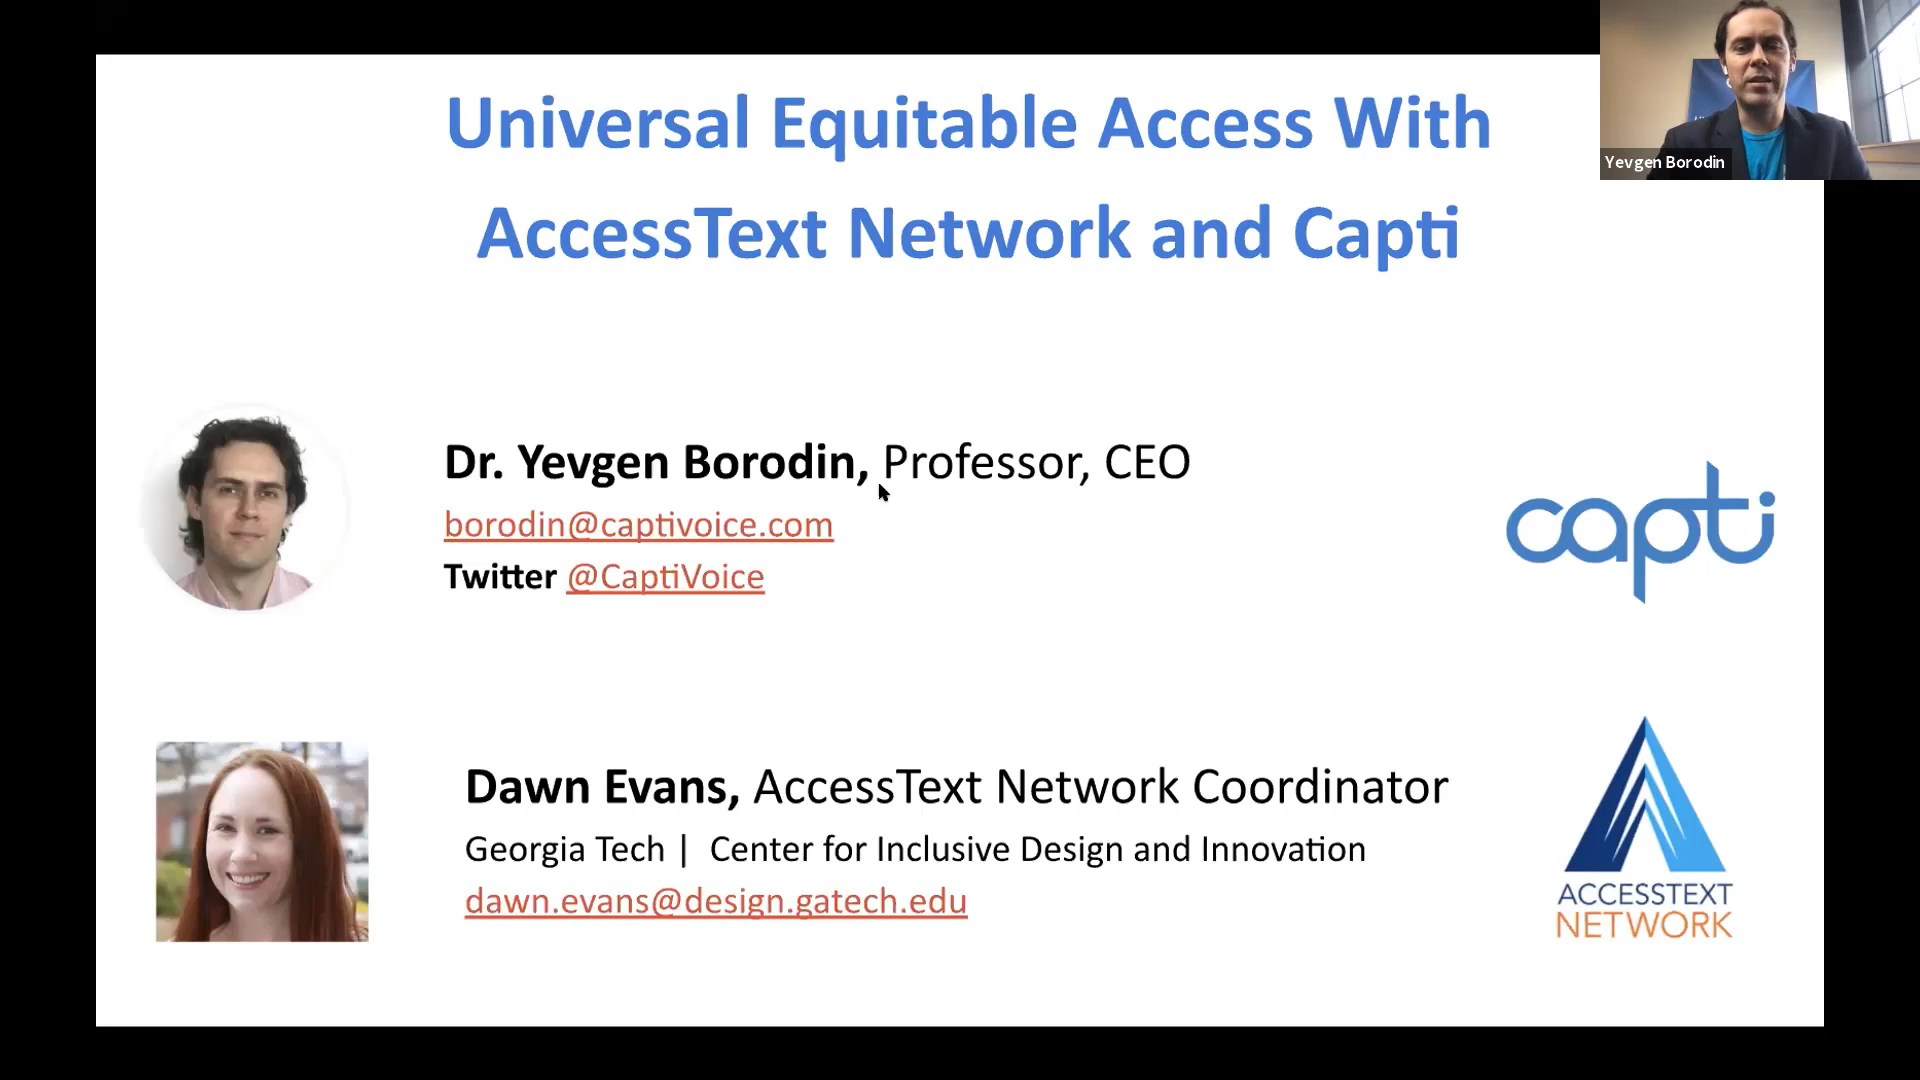 Universal Equitable Access With
AccessText Network and Capti
Yevgen Borodin
Dr. Yevgen Borodin, Professor, CEO
borodin@captivoice.com
Twitter @CaptiVoice
capti
Dawn Evans, AccessText Network Coordinator
Georgia Tech | Center for Inclusive Design and Innovation
dawn.evans@design.gatech.edu
ACCESSTEXT
NETWORK